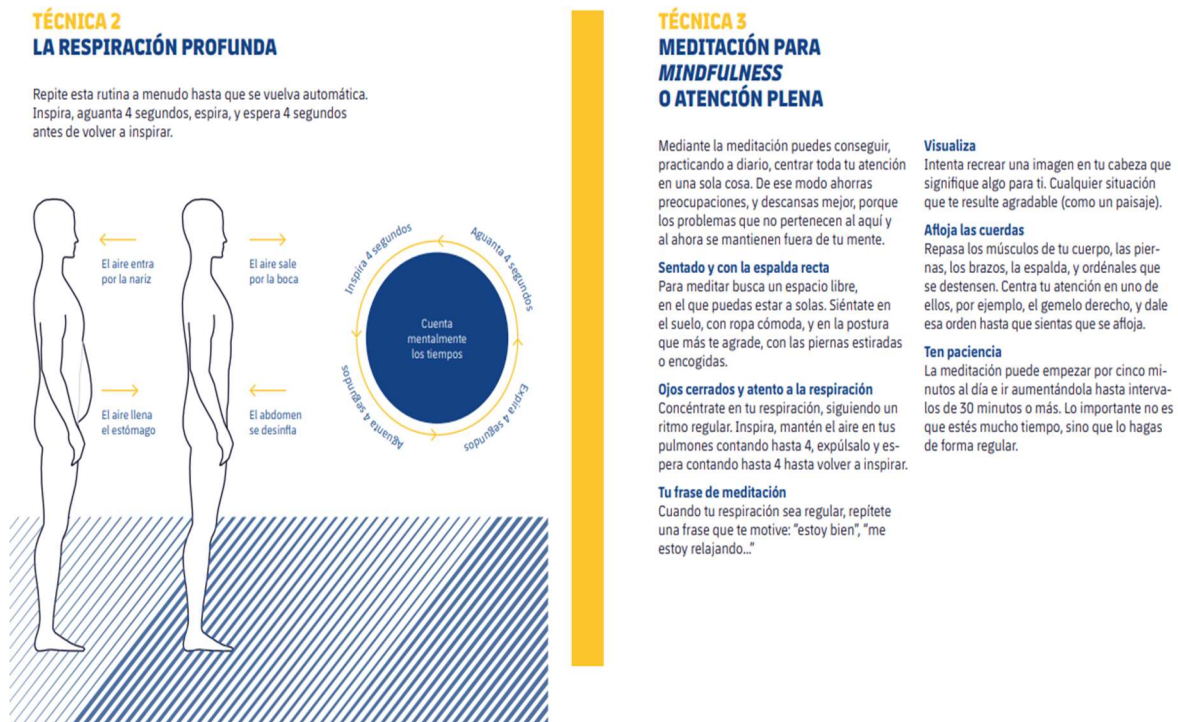 TÉCNICA 2
LA RESPIRACIÓN PROFUNDA
Repite esta rutina a menudo hasta que se vuelva automática.
Inspira, aguanta 4 segundos, espira, y espera 4 segundos
antes de volver a inspirar.
El aire entra
por la nariz
El aire sale
por la boca
El aire llena
el estómago
El abdomen
se desinfla
Inspira 4 segundos
Aguanta 4 segundos
Expira 4 segundos
Aguanta 4 segundos
Cuenta
mentalmente
los tiempos
TÉCNICA 3
MEDITACIÓN PARA
MINDFULNESS
O ATENCIÓN PLENA
Mediante la meditación puedes conseguir,
practicando a diario, centrar toda tu atención
en una sola cosa. De ese modo ahorras
preocupaciones, y descansas mejor, porque
los problemas que no pertenecen al aquí y
al ahora se mantienen fuera de tu mente.
Sentado y con la espalda recta
Para meditar busca un espacio libre,
en el que puedas estar a solas. Siéntate en
el suelo, con ropa cómoda, y en la postura
que más te agrade, con las piernas estiradas
o encogidas.
Ojos cerrados y atento a la respiración
Concéntrate en tu respiración, siguiendo un
ritmo regular. Inspira, mantén el aire en tus
pulmones contando hasta 4, expúlsalo y es-
pera contando hasta 4 hasta volver a inspirar.
Tu frase de meditación
Cuando tu respiración sea regular, repítete
una frase que te motive: “estoy bien”, “me
estoy relajando...”
Visualiza
Intenta recrear una imagen en tu cabeza que
signifique algo para ti. Cualquier situación
que te resulte agradable (como un paisaje).
Afloja las cuerdas
Repasa los músculos de tu cuerpo, las pier-
nas, los brazos, la espalda, y ordénales que
se destensen. Centra tu atención en uno de
ellos, por ejemplo, el gemelo derecho, y dale
esa orden hasta que sientas que se afloja.
Ten paciencia
La meditación puede empezar por cinco mi-
nutos al día e ir aumentándola hasta interva-
los de 30 minutos o más. Lo importante no es
que estés mucho tiempo, sino que lo hagas
de forma regular.